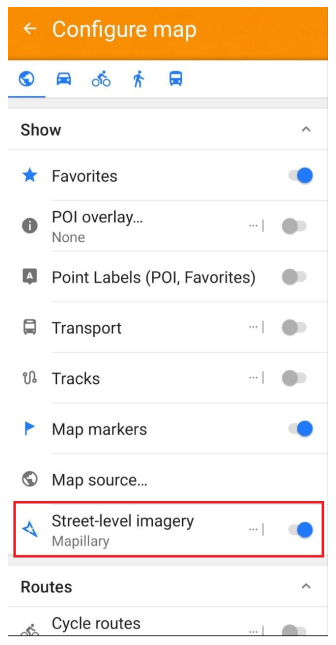 Configure map
Show
Favorites
POI overlay...
None
Point Labels (POI, Favorites)
Transport
Tracks
Map markers
Map source...
Street-level imagery
Mapillary
Routes
Cycle routes